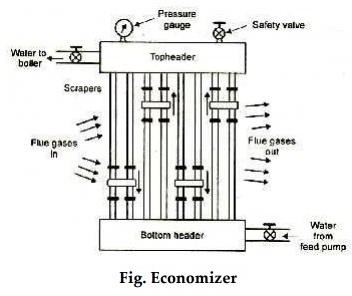 Pressure
gauge
Safety valve
Water to
boiler
Topheader
Scrapers
Flue gases
in
Flue gases
out
Bottom header
Water
from
feed pump
Fig. Economizer